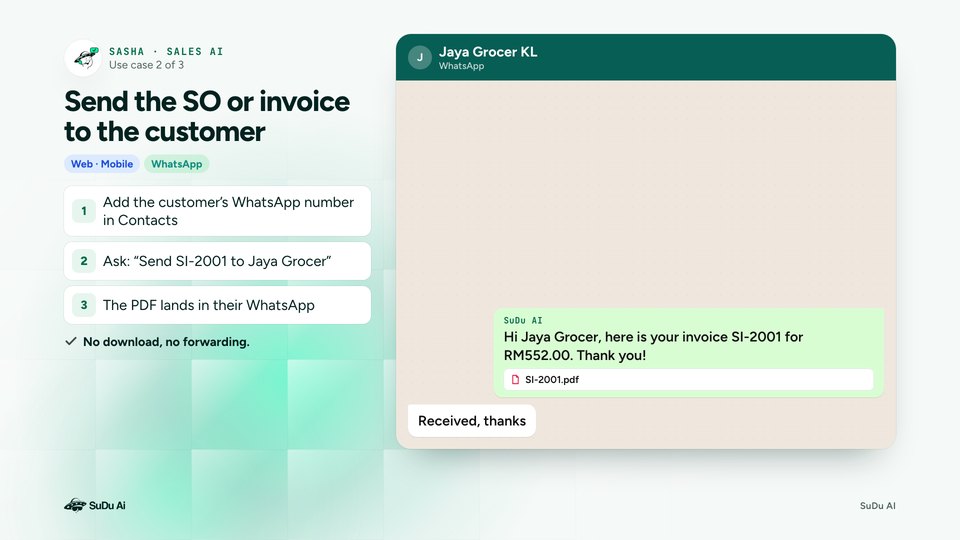 SASHA · SALES AI
Use case 2 of 3
Send the SO or invoice
to the customer
Web · Mobile
WhatsApp
1
Add the customer’s WhatsApp number
in Contacts
2
Ask: “Send SI-2001 to Jaya Grocer”
3
The PDF lands in their WhatsApp
No download, no forwarding.
SuDu Ai
J
Jaya Grocer KL
WhatsApp
SuDu AI
Hi Jaya Grocer, here is your invoice SI-2001 for
RM552.00. Thank you!
SI-2001.pdf
Received, thanks
SuDu AI